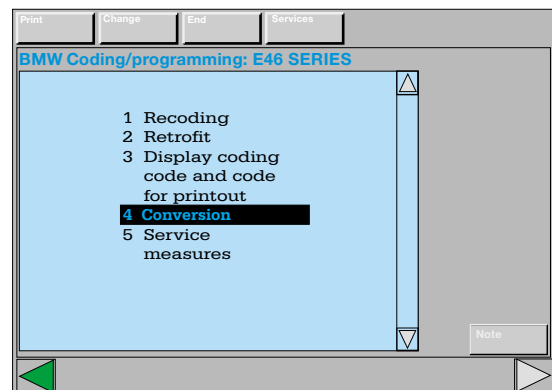 Print Change End Services
BMW Coding/programming: E46 SERIES
1 Recoding
2 Retrofit
3 Display coding
code and code
for printout
4 Conversion
5 Service
measures
Note